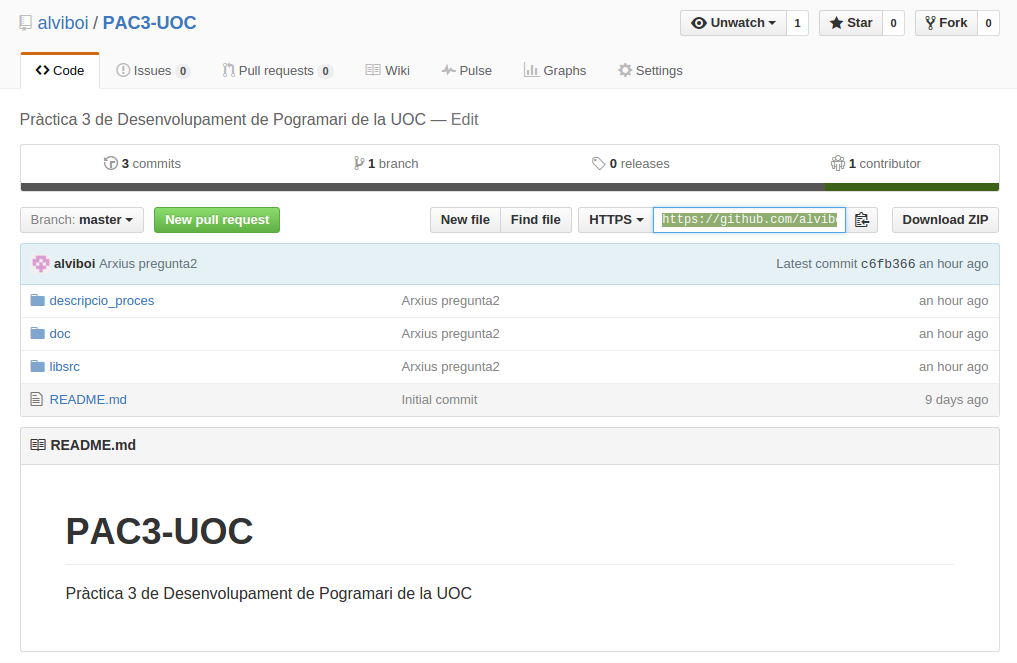 alviboi / PAC3-UOC Unwatch 1 Star 0 Fork 0
Code Issues 0 Pull requests 0 Wiki Pulse Graphs Settings
Pràctica 3 de Desenvolupament de Pogramari de la UOC — Edit
3 commits 1 branch 0 releases 1 contributor
Branch: master New pull request New file Find file HTTPS https://github.com/alvibo Download ZIP
alviboi Arxius pregunta2 Latest commit c6fb366 an hour ago
descripcio_proces Arxius pregunta2 an hour ago
doc Arxius pregunta2 an hour ago
libsrc Arxius pregunta2 an hour ago
README.md Initial commit 9 days ago
README.md
PAC3-UOC
Pràctica 3 de Desenvolupament de Pogramari de la UOC